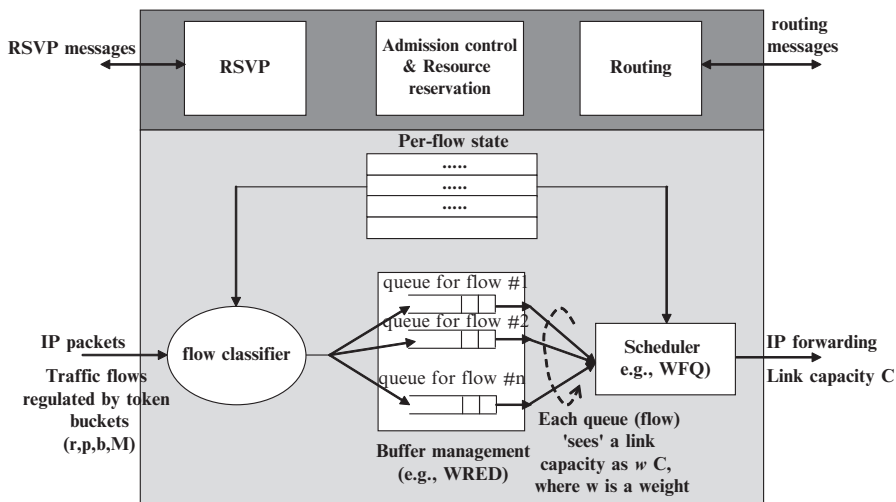 RSVP messages
RSVP
Admission control
& Resource
reservation
Routing
routing
messages
Per-flow state
.....
.....
.....
queue for flow #1
queue for flow #2
queue for flow #n
flow classifier
IP packets
Traffic flows
regulated by token
buckets
(r,p,b,M)
Scheduler
e.g., WFQ)
IP forwarding
Link capacity C
Buffer management
(e.g., WRED)
Each queue (flow)
'sees' a link
capacity as w C,
where w is a weight